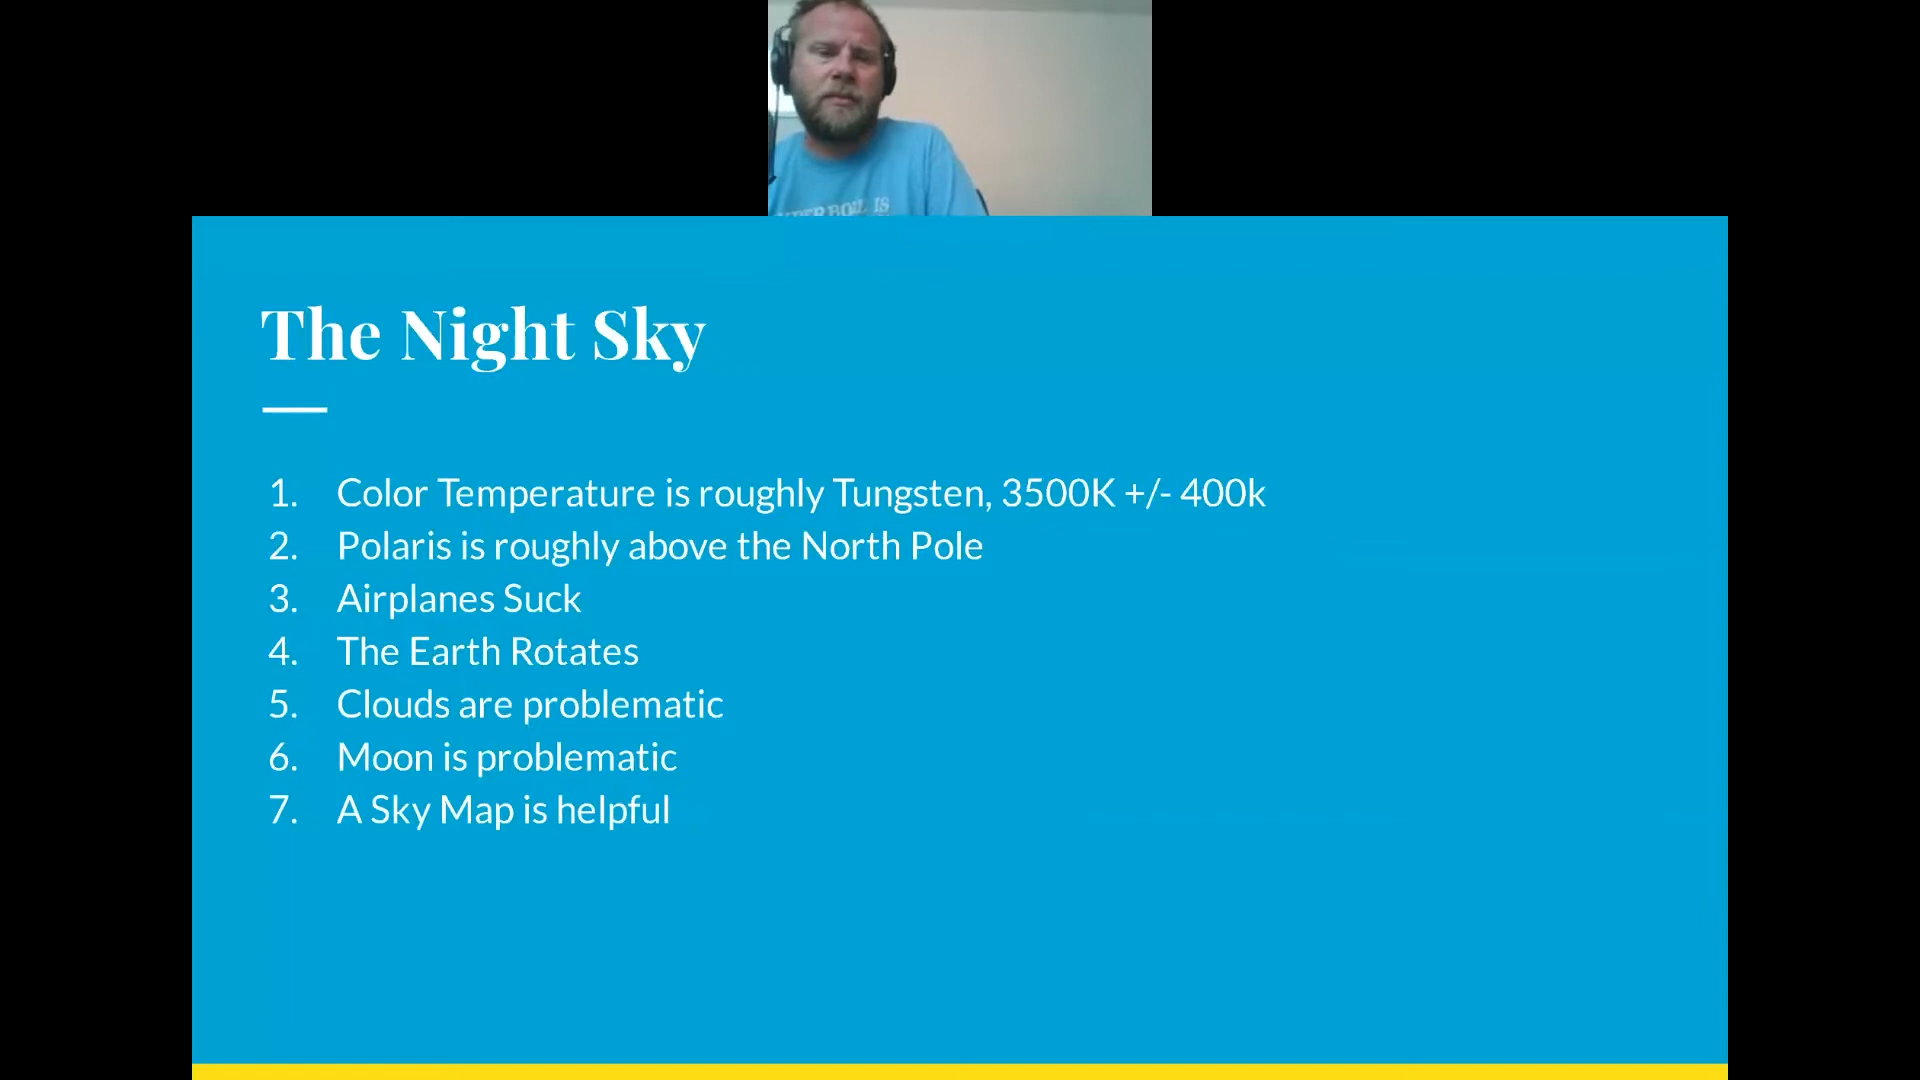 IS
The Night Sky
1. Color Temperature is roughly Tungsten, 3500K +/- 400k
2. Polaris is roughly above the North Pole
3. Airplanes Suck
4. The Earth Rotates
5. Clouds are problematic
6. Moon is problematic
7. A Sky Map is helpful